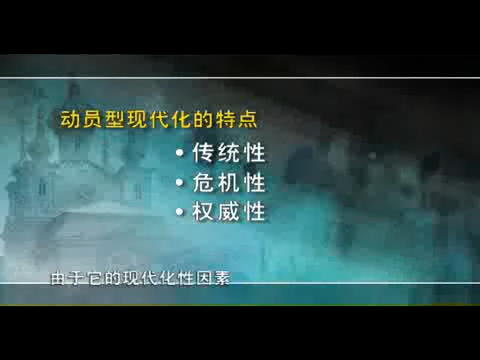 动员型现代化的特点
• 传统性
• 危机性
• 权威性
由于它的现代化性因素